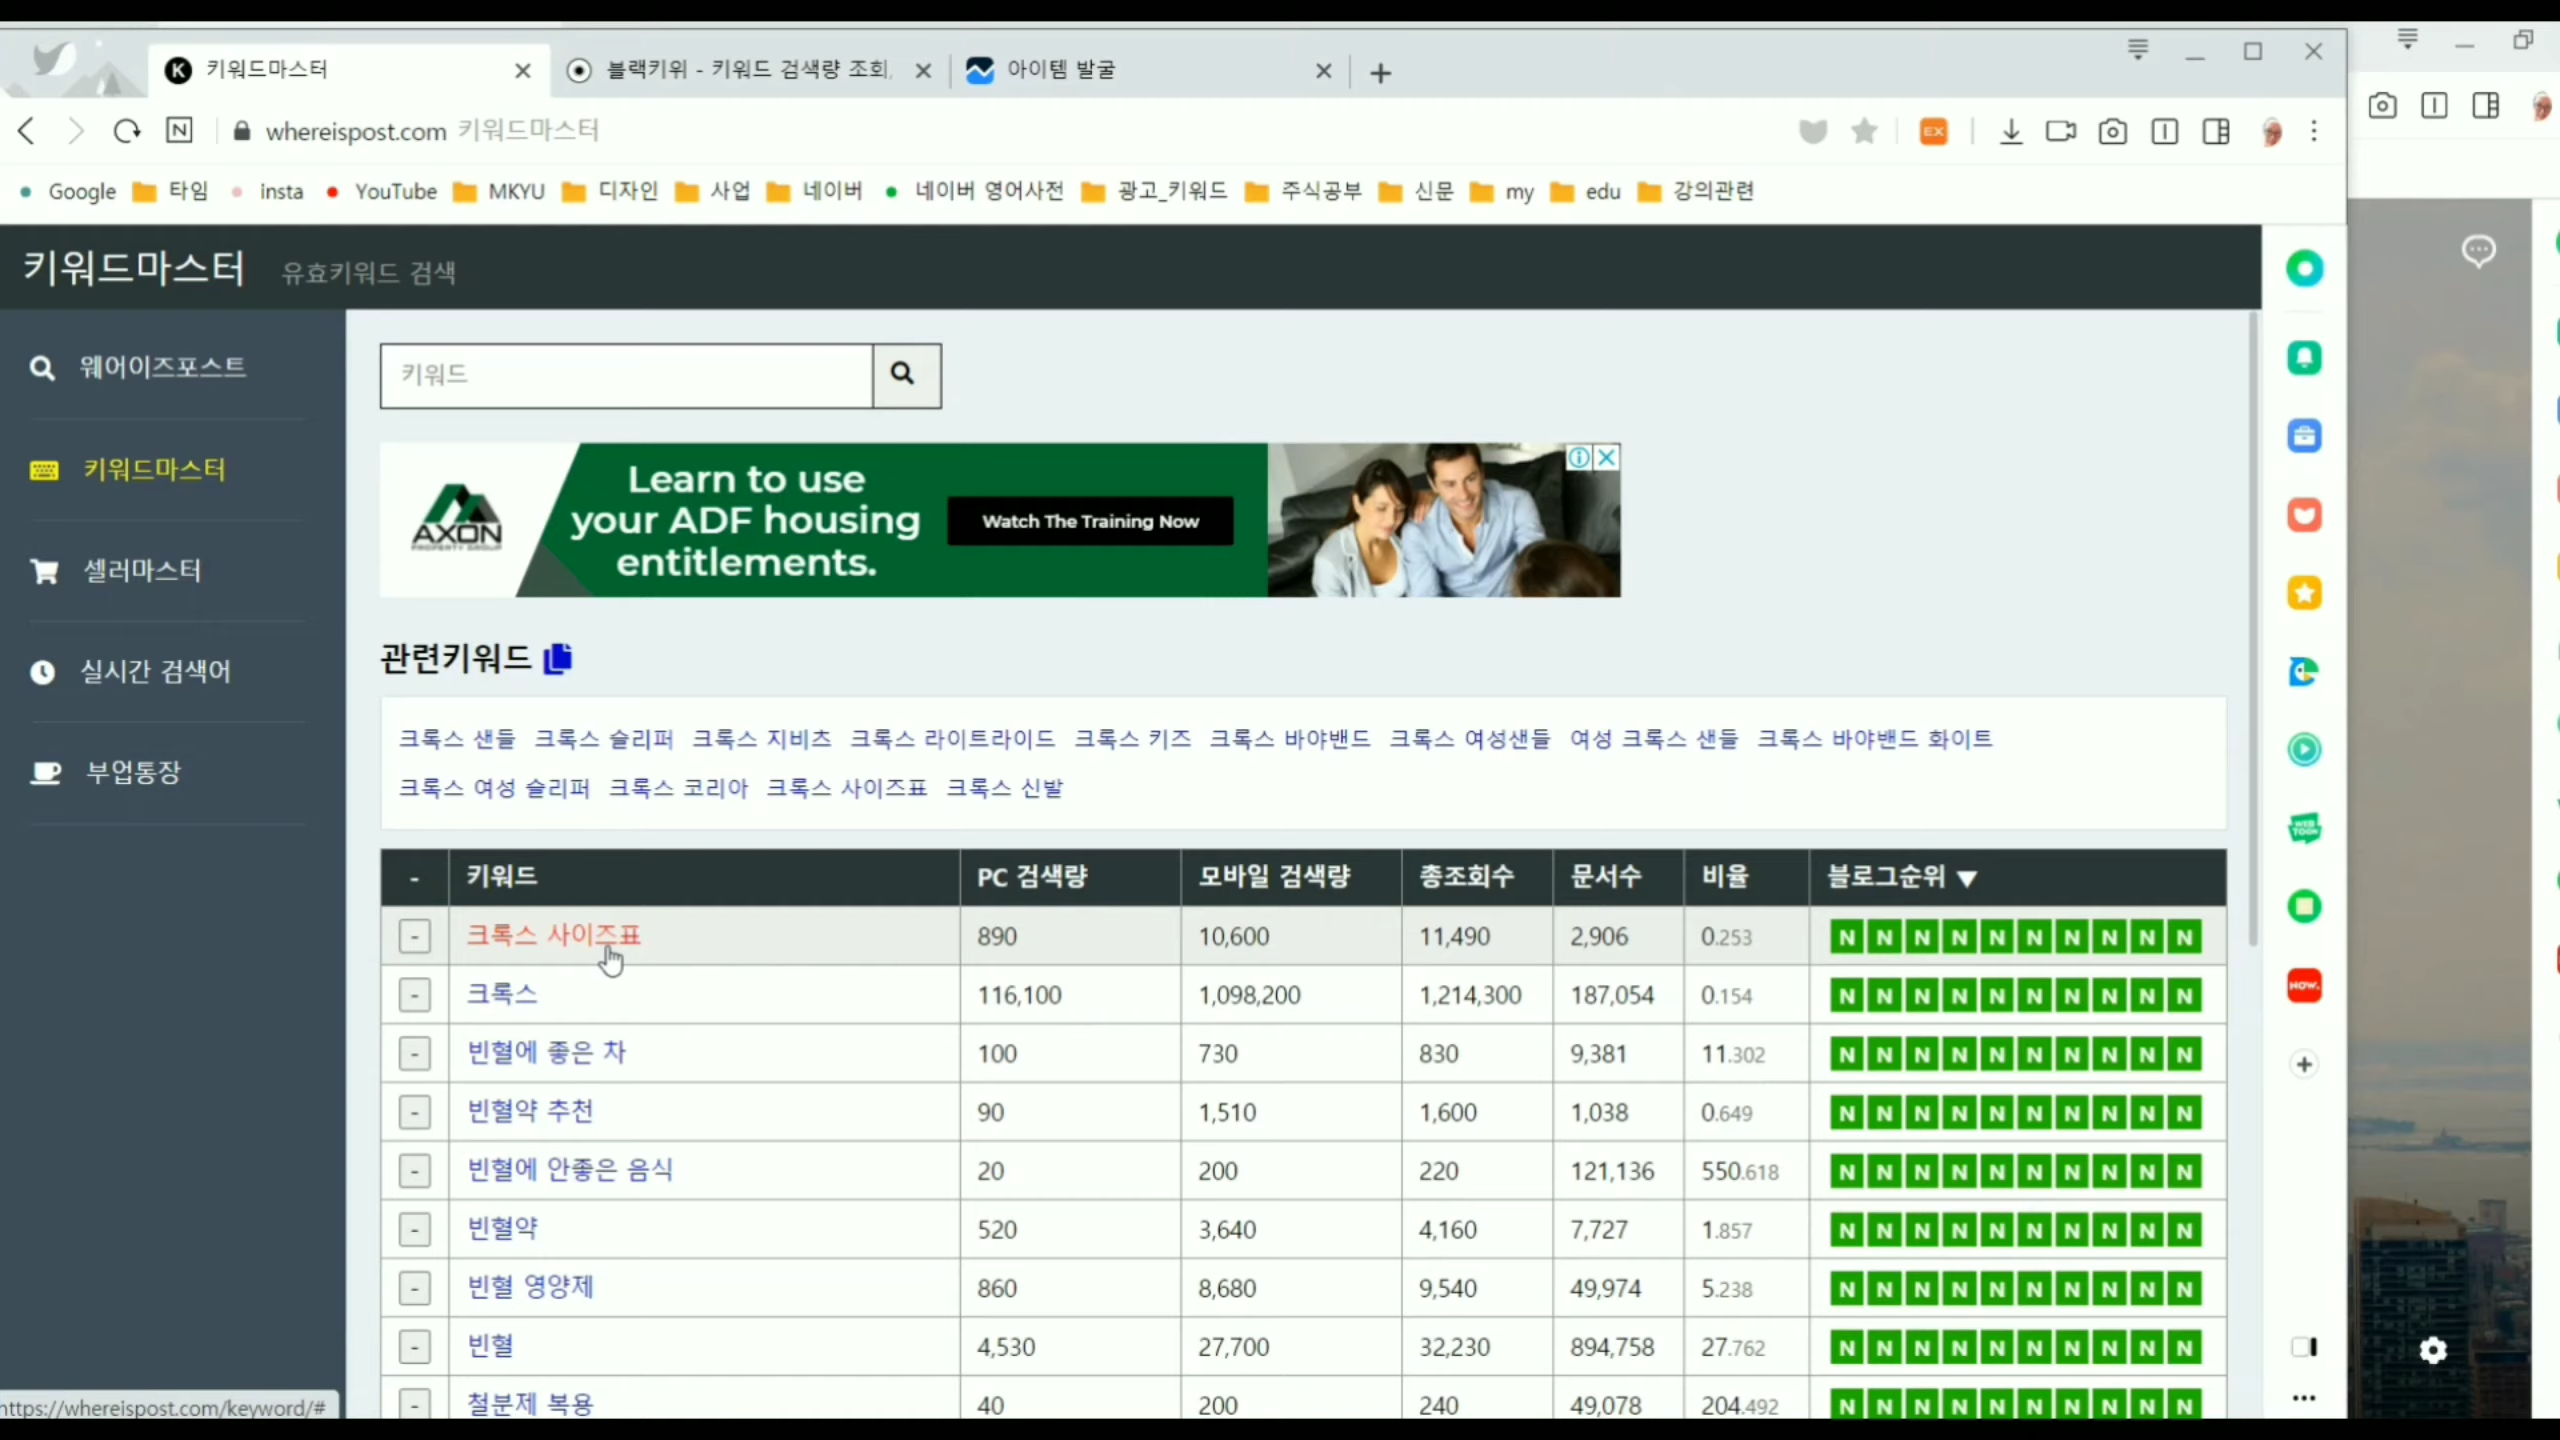 키워드마스터
블랙키위 - 키워드 검색량 조회,
아이템 발굴
whereispost.com 키워드마스터
EX
Google 타임 insta YouTube MKYU 디자인 사업 네이버 네이버 영어사전 광고_키워드 주식공부 신문 my edu 강의관련
키워드마스터 유효키워드 검색
웨어이즈포스트
키워드마스터
셀러마스터
실시간 검색어
부업통장
키워드
AXON
PROPERTY GROUP
Learn to use
your ADF housing
entitlements.
Watch The Training Now
관련키워드
크록스 샌들 크록스 슬리퍼 크록스 지비츠 크록스 라이트라이드 크록스 키즈 크록스 바야밴드 크록스 여성샌들 여성 크록스 샌들 크록스 바야밴드 화이트
크록스 여성 슬리퍼 크록스 코리아 크록스 사이즈표 크록스 신발
- 키워드 PC 검색량 모바일 검색량 총조회수 문서수 비율 블로그순위 ▼
- 크록스 사이즈표 890 10,600 11,490 2,906 0.253 N N N N N N N N N N
- 크록스 116,100 1,098,200 1,214,300 187,054 0.154 N N N N N N N N N N
- 빈혈에 좋은 차 100 730 830 9,381 11.302 N N N N N N N N N N
- 빈혈약 추천 90 1,510 1,600 1,038 0.649 N N N N N N N N N N
- 빈혈에 안좋은 음식 20 200 220 121,136 550.618 N N N N N N N N N N
- 빈혈약 520 3,640 4,160 7,727 1.857 N N N N N N N N N N
- 빈혈 영양제 860 8,680 9,540 49,974 5.238 N N N N N N N N N N
- 빈혈 4,530 27,700 32,230 894,758 27.762 N N N N N N N N N N
- 철분제 복용 40 200 240 49,078 204.492 N N N N N N N N N N
https://whereispost.com/keyword/#
WEB
TOON
NOW.